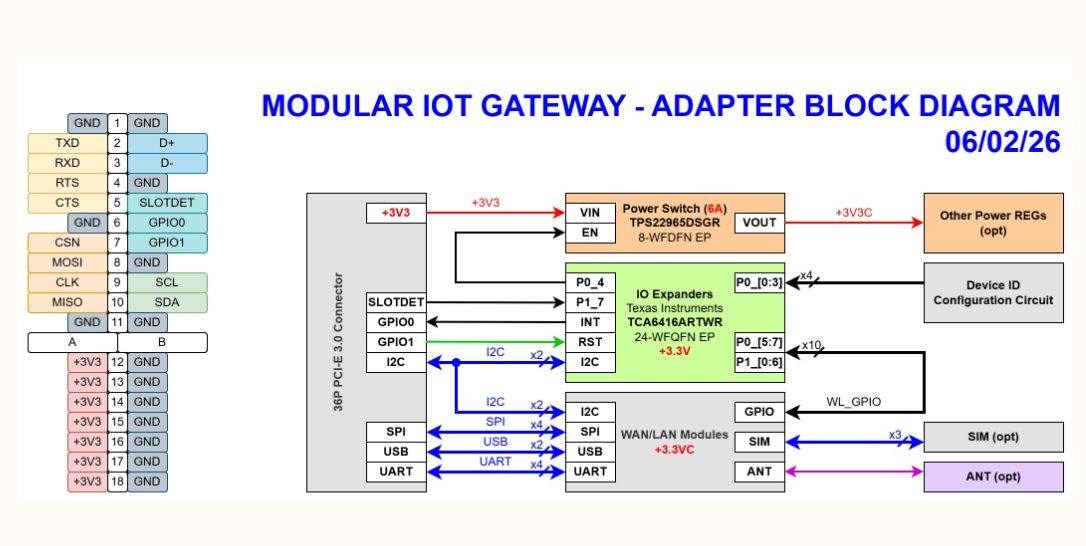 MODULAR IOT GATEWAY - ADAPTER BLOCK DIAGRAM
06/02/26
GND 1 GND
TXD 2 D+
RXD 3 D-
RTS 4 GND
CTS 5 SLOTDET
GND 6 GPIO0
CSN 7 GPIO1
MOSI 8 GND
CLK 9 SCL
MISO 10 SDA
GND 11 GND
A B
+3V3 12 GND
+3V3 13 GND
+3V3 14 GND
+3V3 15 GND
+3V3 16 GND
+3V3 17 GND
+3V3 18 GND
36P PCI-E 3.0 Connector
+3V3
SLOTDET
GPIO0
GPIO1
I2C
SPI
USB
UART
+3V3
I2C x2
I2C x2
SPI x4
USB x2
UART x4
VIN
EN
Power Switch (6A)
TPS22965DSGR
8-WFDFN EP
VOUT
P0_4
P1_7
INT
RST
I2C
IO Expanders
Texas Instruments
TCA6416ARTWR
24-WFQFN EP
+3.3V
P0_[0:3]
P0_[5:7]
P1_[0:6]
I2C
SPI
USB
UART
WAN/LAN Modules
+3.3VC
GPIO
SIM
ANT
+3V3C
x4
x10
WL_GPIO
x3
Other Power REGs
(opt)
Device ID
Configuration Circuit
SIM (opt)
ANT (opt)